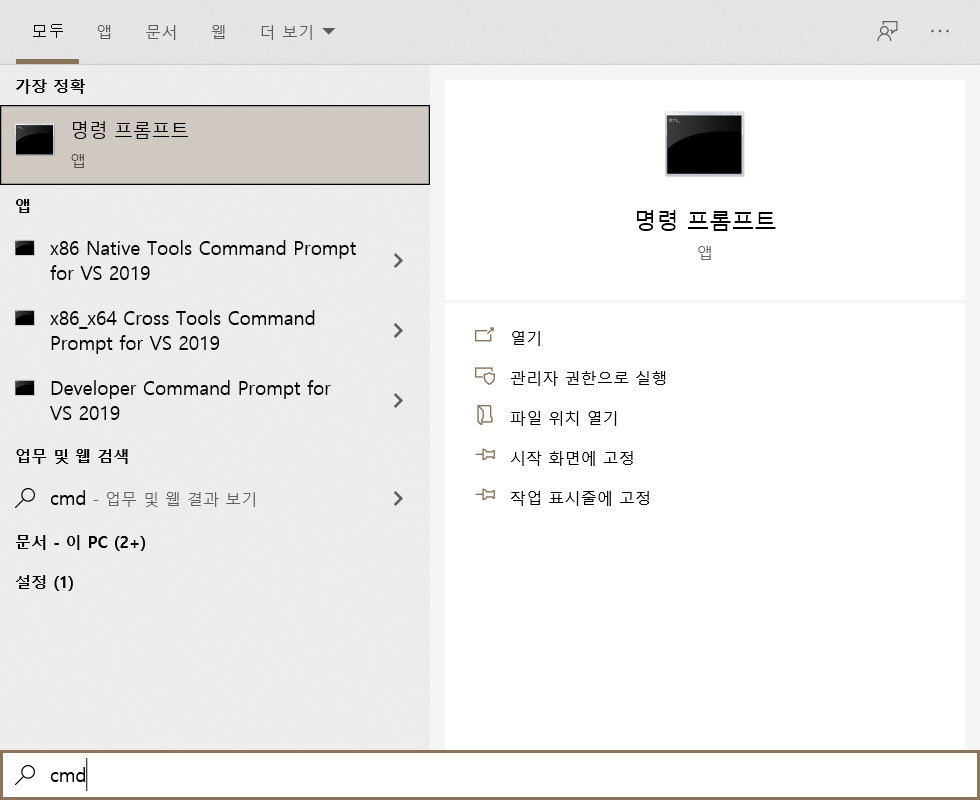 모두 앱 문서 웹 더 보기
가장 정확
명령 프롬프트
앱
앱
x86 Native Tools Command Prompt
for VS 2019
x86_x64 Cross Tools Command
Prompt for VS 2019
Developer Command Prompt for
VS 2019
업무 및 웹 검색
cmd - 업무 및 웹 결과 보기
문서 - 이 PC (2+)
설정 (1)
명령 프롬프트
앱
열기
관리자 권한으로 실행
파일 위치 열기
시작 화면에 고정
작업 표시줄에 고정
cmd